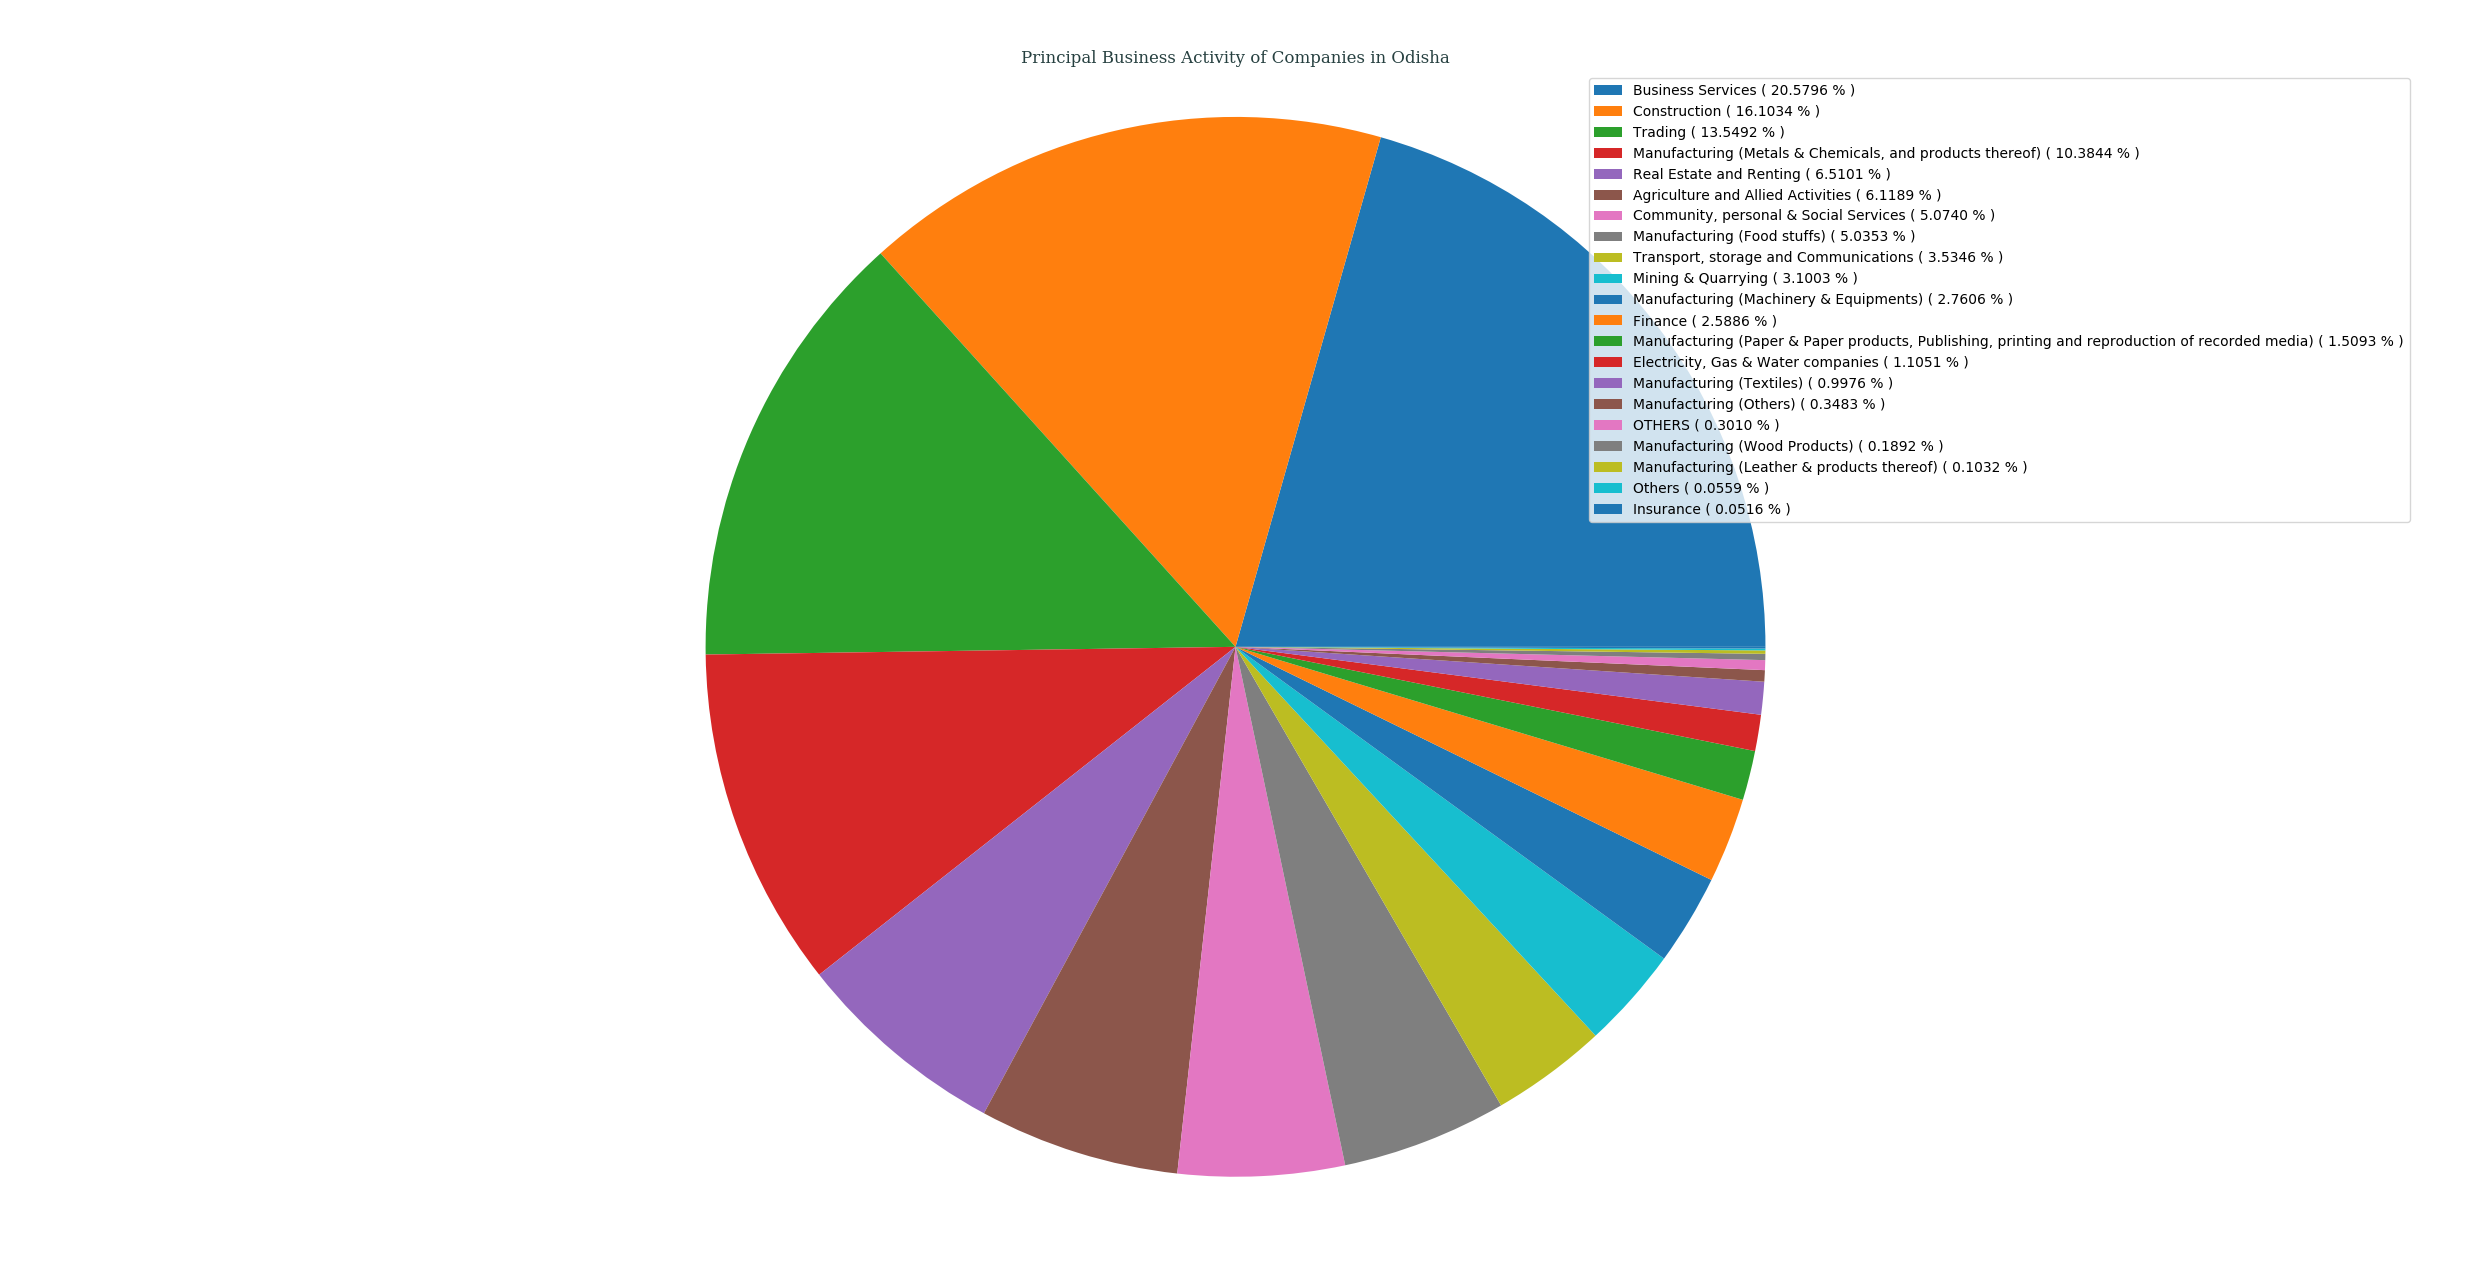 Principal Business Activity of Companies in Odisha
Business Services ( 20.5796 % )
Construction ( 16.1034 % )
Trading ( 13.5492 % )
Manufacturing (Metals & Chemicals, and products thereof) ( 10.3844 % )
Real Estate and Renting ( 6.5101 % )
Agriculture and Allied Activities ( 6.1189 % )
Community, personal & Social Services ( 5.0740 % )
Manufacturing (Food stuffs) ( 5.0353 % )
Transport, storage and Communications ( 3.5346 % )
Mining & Quarrying ( 3.1003 % )
Manufacturing (Machinery & Equipments) ( 2.7606 % )
Finance ( 2.5886 % )
Manufacturing (Paper & Paper products, Publishing, printing and reproduction of recorded media) ( 1.5093 % )
Electricity, Gas & Water companies ( 1.1051 % )
Manufacturing (Textiles) ( 0.9976 % )
Manufacturing (Others) ( 0.3483 % )
OTHERS ( 0.3010 % )
Manufacturing (Wood Products) ( 0.1892 % )
Manufacturing (Leather & products thereof) ( 0.1032 % )
Others ( 0.0559 % )
Insurance ( 0.0516 % )